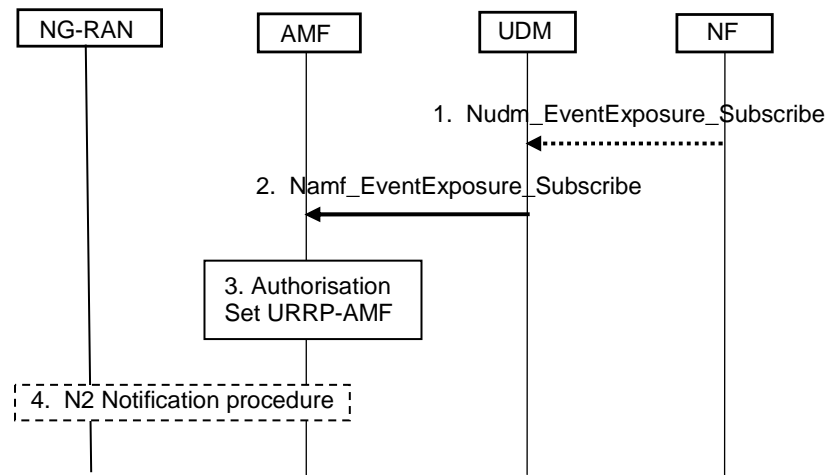 NG-RAN
AMF
UDM
NF
1. Nudm_EventExposure_Subscribe
2. Namf_EventExposure_Subscribe
3. Authorisation
Set URRP-AMF
4. N2 Notification procedure